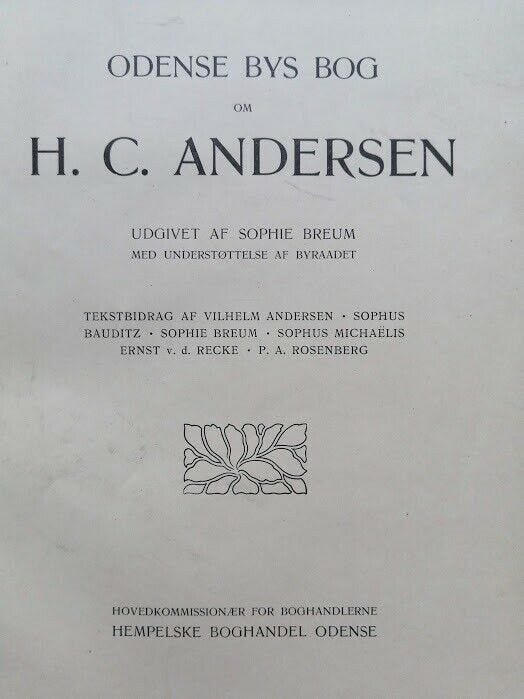 ODENSE BYS BOG
OM
H. C. ANDERSEN
UDGIVET AF SOPHIE BREUM
MED UNDERSTØTTELSE AF BYRAADET
TEKSTBIDRAG AF VILHELM ANDERSEN · SOPHUS
BAUDITZ · SOPHIE BREUM · SOPHUS MICHAËLIS
ERNST v. d. RECKE · P. A. ROSENBERG
HOVEDKOMMISSIONÆR FOR BOGHANDLERNE
HEMPELSKE BOGHANDEL ODENSE